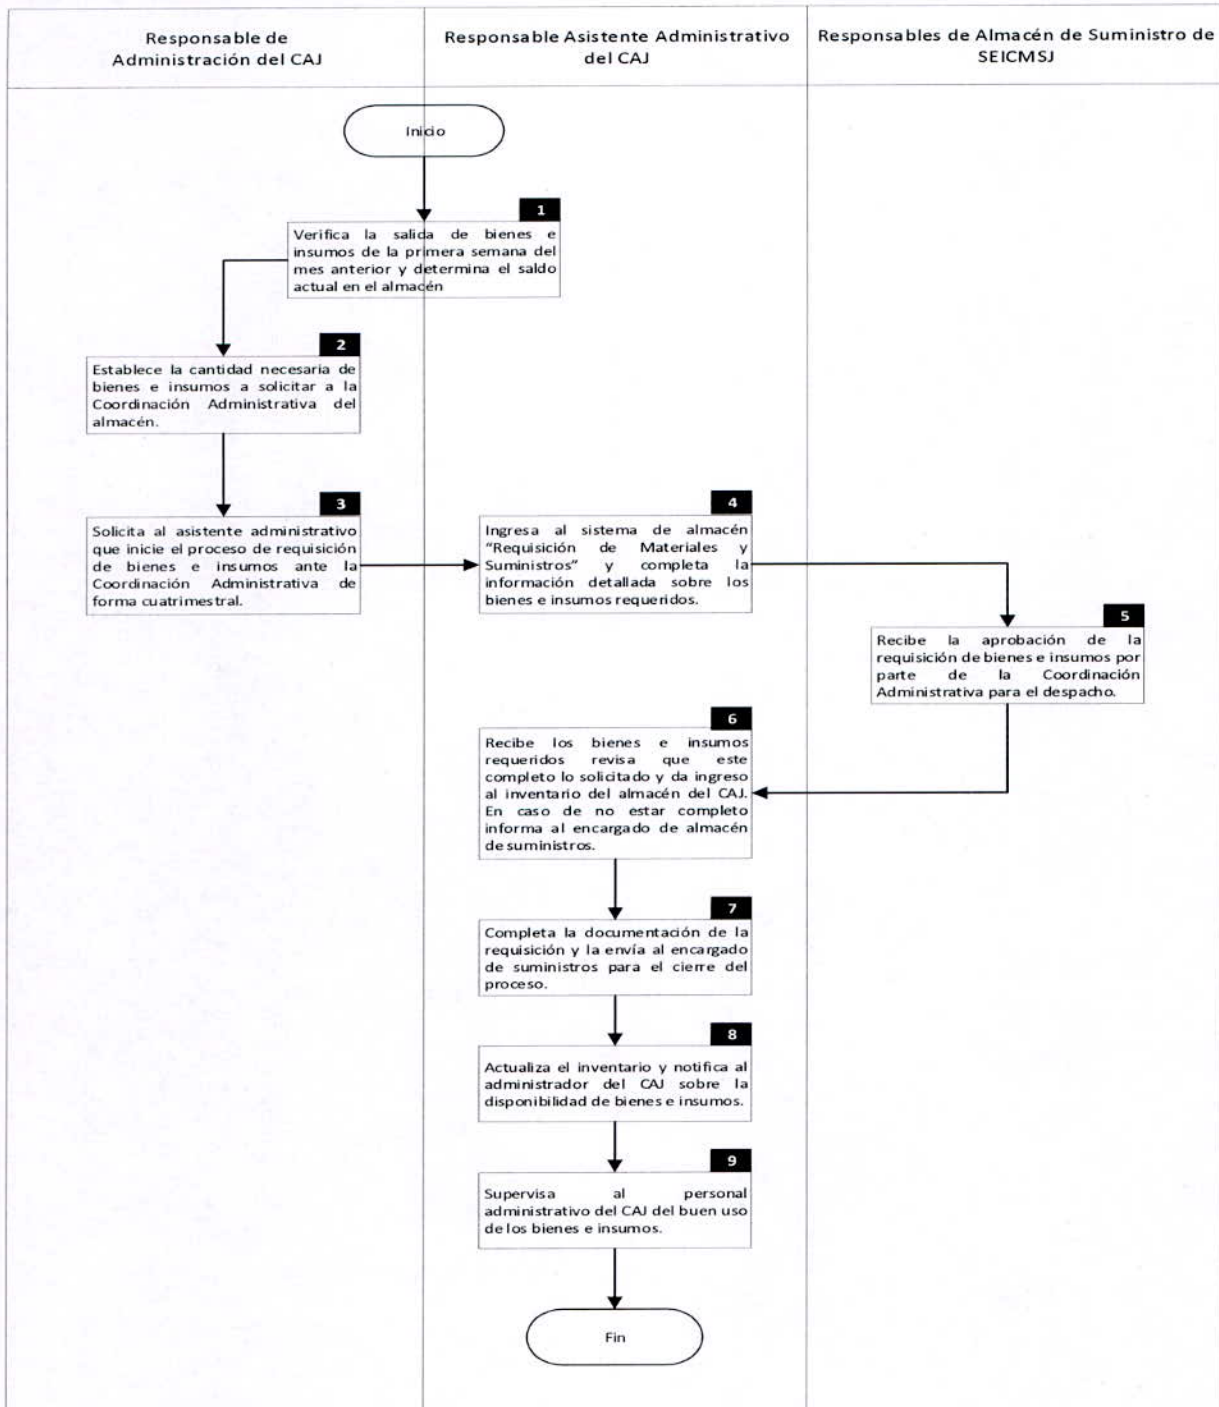 Responsable de
Administración del CAJ
Responsable Asistente Administrativo
del CAJ
Responsables de Almacén de Suministro de
SEICMSJ
Inicio
1
Verifica la salida de bienes e
insumos de la primera semana del
mes anterior y determina el saldo
actual en el almacén
2
Establece la cantidad necesaria de
bienes e insumos a solicitar a la
Coordinación Administrativa del
almacén.
3
Solicita al asistente administrativo
que inicie el proceso de requisición
de bienes e insumos ante la
Coordinación Administrativa de
forma cuatrimestral.
4
Ingresa al sistema de almacén
“Requisición de Materiales y
Suministros” y completa la
información detallada sobre los
bienes e insumos requeridos.
5
Recibe la aprobación de la
requisición de bienes e insumos por
parte de la Coordinación
Administrativa para el despacho.
6
Recibe los bienes e insumos
requeridos revisa que este
completo lo solicitado y da ingreso
al inventario del almacén del CAJ.
En caso de no estar completo
informa al encargado de almacén
de suministros.
7
Completa la documentación de la
requisición y la envía al encargado
de suministros para el cierre del
proceso.
8
Actualiza el inventario y notifica al
administrador del CAJ sobre la
disponibilidad de bienes e insumos.
9
Supervisa al personal
administrativo del CAJ del buen uso
de los bienes e insumos.
Fin